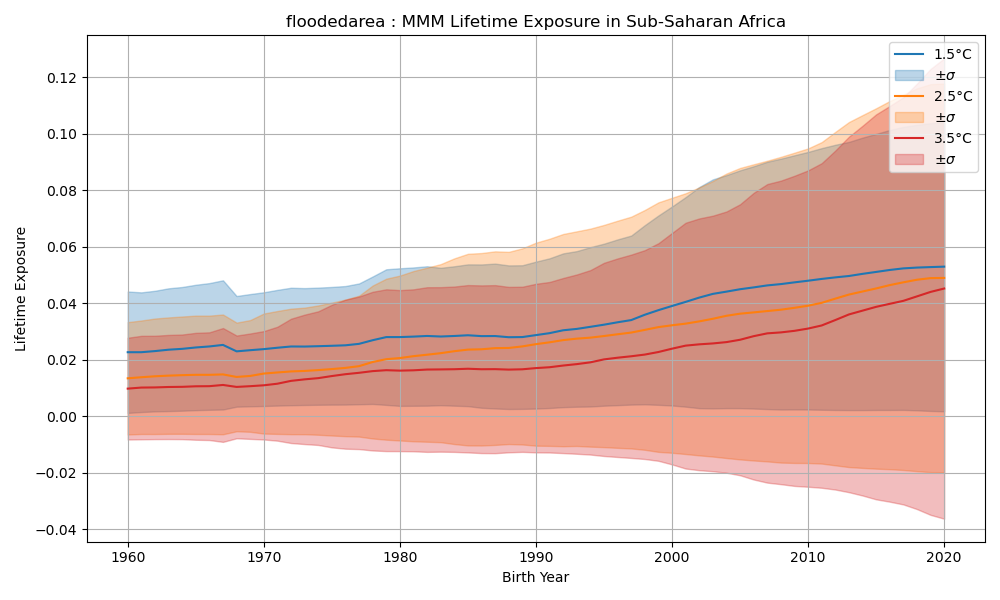 floodedarea : MMM Lifetime Exposure in Sub-Saharan Africa
1.5°C
±σ
2.5°C
±σ
3.5°C
±σ
0.12
0.10
0.08
0.06
0.04
0.02
0.00
−0.02
−0.04
Lifetime Exposure
1960 1970 1980 1990 2000 2010 2020
Birth Year